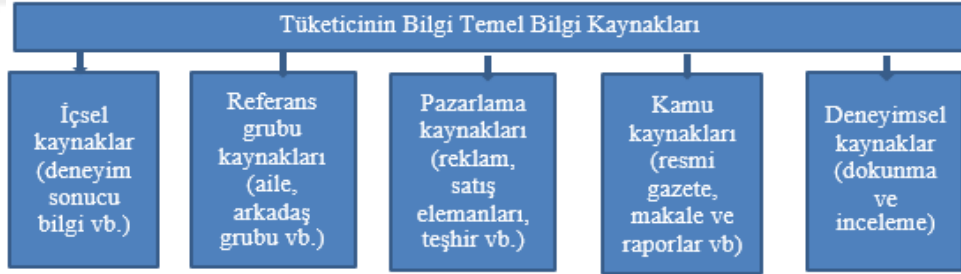 Tüketicinin Bilgi Temel Bilgi Kaynakları
İçsel
kaynaklar
(deneyim
sonucu
bilgi vb.)
Referans
grubu
kaynakları
(aile,
arkadaş
grubu vb.)
Pazarlama
kaynakları
(reklam,
satış
elemanları,
teşhir vb.)
Kamu
kaynakları
(resmi
gazete,
makale ve
raporlar vb)
Deneyimsel
kaynaklar
(dokunma
ve
inceleme)